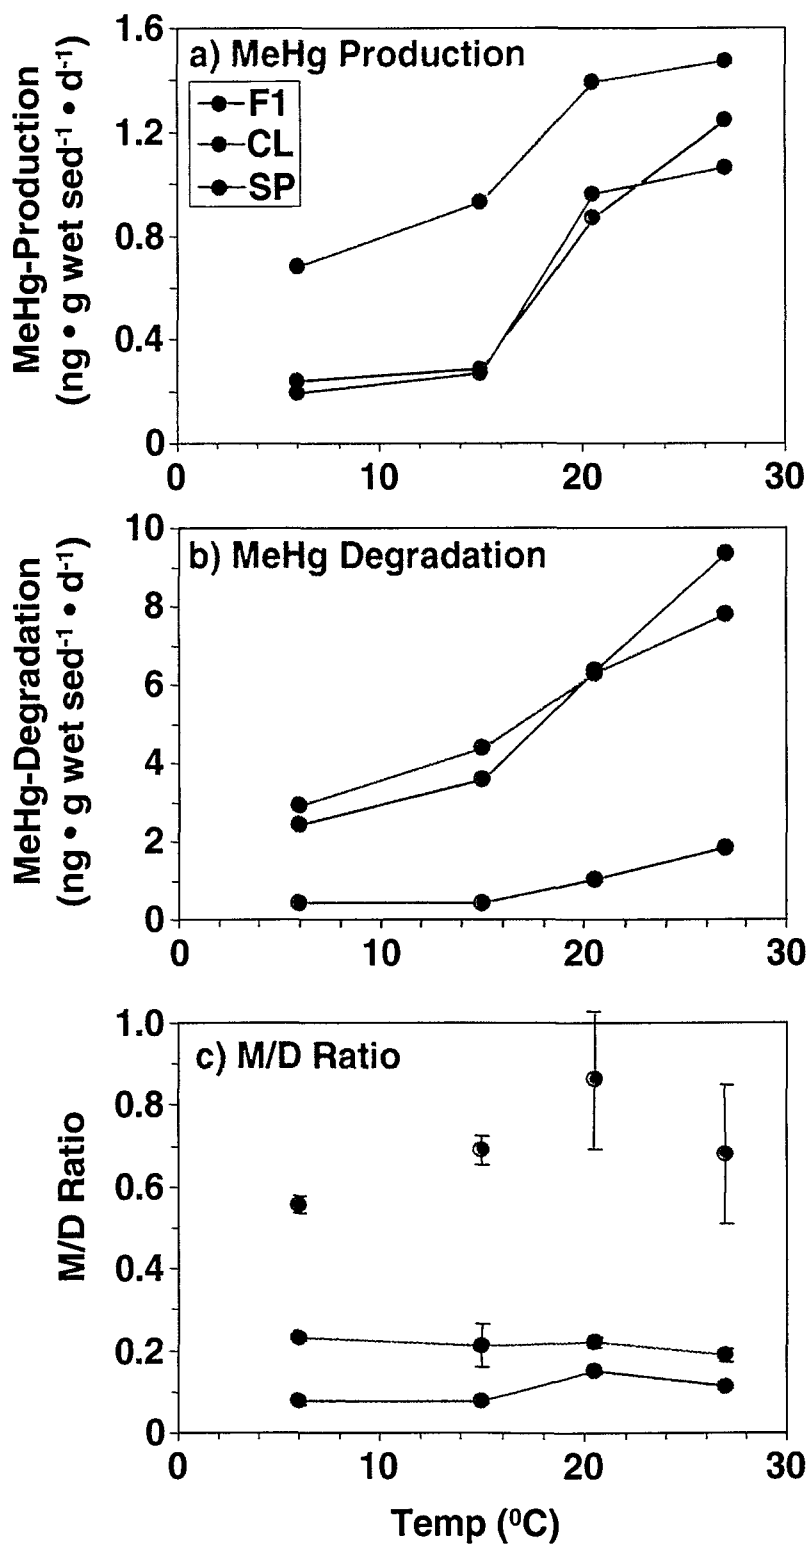 a) MeHg Production
F1
CL
SP
MeHg-Production
(ng • g wet sed⁻¹ • d⁻¹)
1.6
1.2
0.8
0.4
0
0 10 20 30
b) MeHg Degradation
MeHg-Degradation
(ng • g wet sed⁻¹ • d⁻¹)
10
8
6
4
2
0
0 10 20 30
c) M/D Ratio
M/D Ratio
1.0
0.8
0.6
0.4
0.2
0
0 10 20 30
Temp (⁰C)